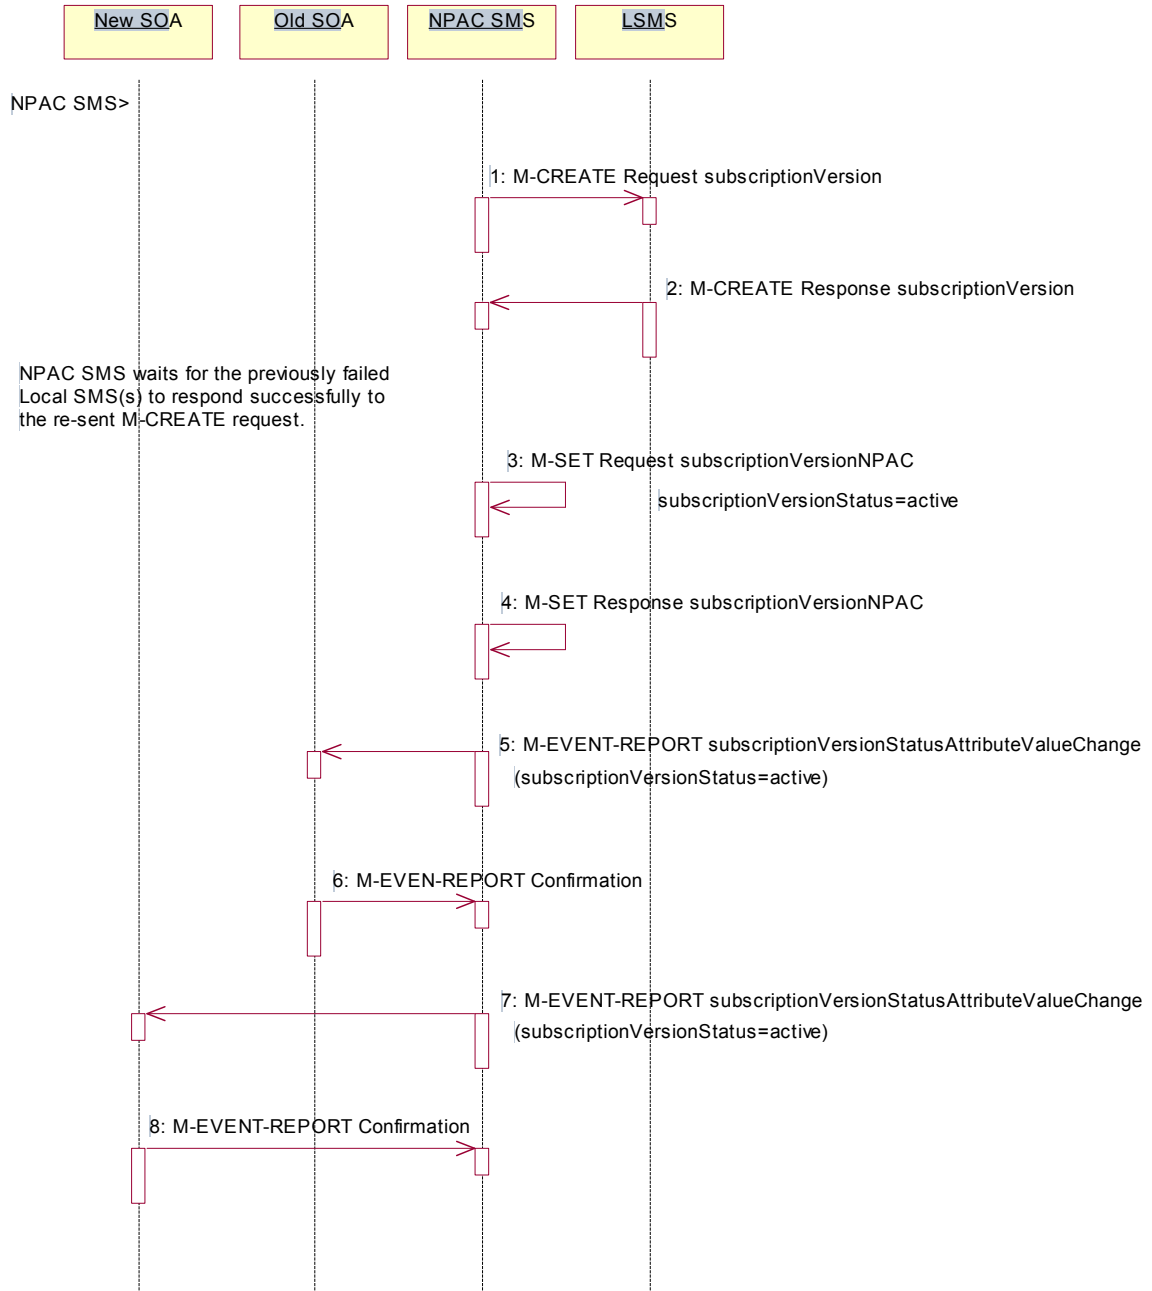 New SOA
Old SOA
NPAC SMS
LSMS
NPAC SMS>
1: M-CREATE Request subscriptionVersion
2: M-CREATE Response subscriptionVersion
NPAC SMS waits for the previously failed
Local SMS(s) to respond successfully to
the re-sent M-CREATE request.
3: M-SET Request subscriptionVersionNPAC
subscriptionVersionStatus=active
4: M-SET Response subscriptionVersionNPAC
5: M-EVENT-REPORT subscriptionVersionStatusAttributeValueChange
(subscriptionVersionStatus=active)
6: M-EVEN-REPORT Confirmation
7: M-EVENT-REPORT subscriptionVersionStatusAttributeValueChange
(subscriptionVersionStatus=active)
8: M-EVENT-REPORT Confirmation